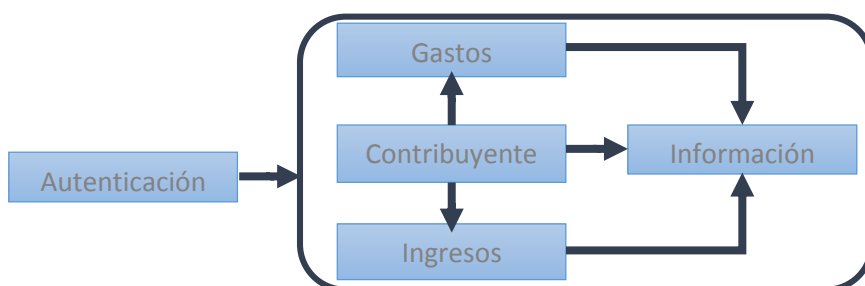 Gastos
Contribuyente
Información
Autenticación
Ingresos